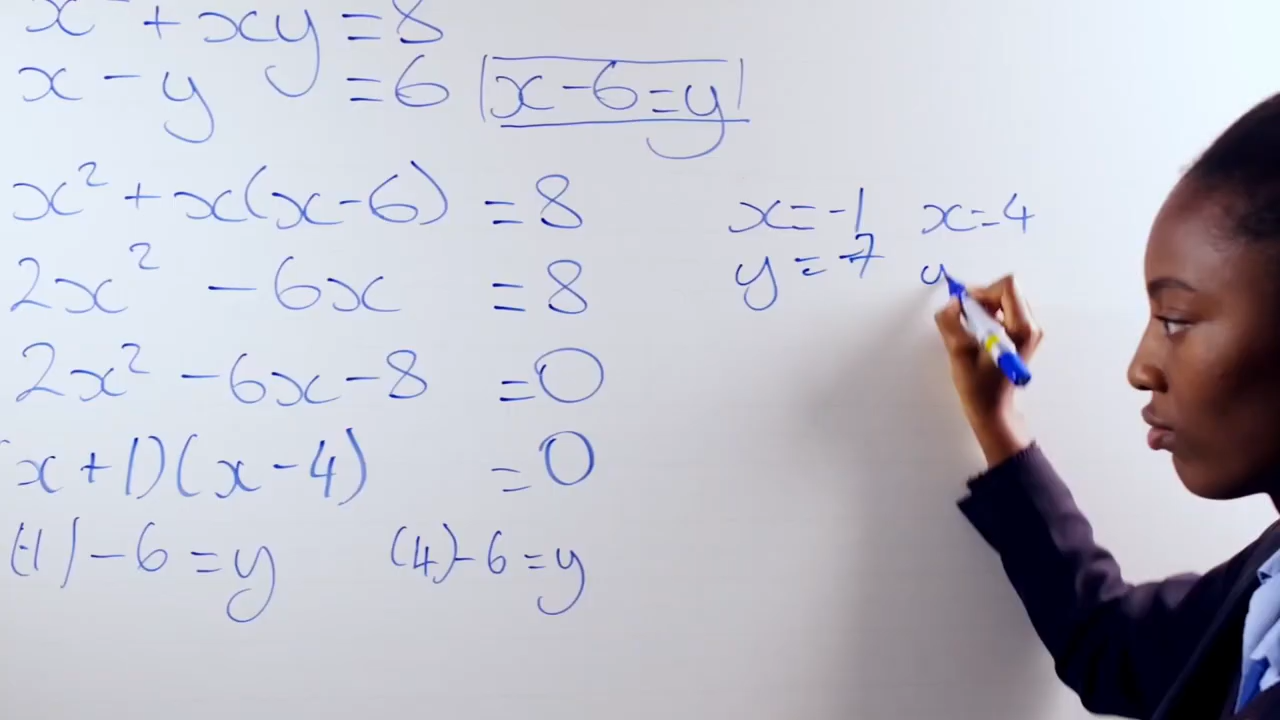 x² + xy = 8
x - y = 6 x - 6 = y
x² + x(x - 6) = 8
2x² - 6x = 8
2x² - 6x - 8 = 0
(x + 1)(x - 4) = 0
(-1) - 6 = y (4) - 6 = y
x = -1 x = 4
y = -7 y